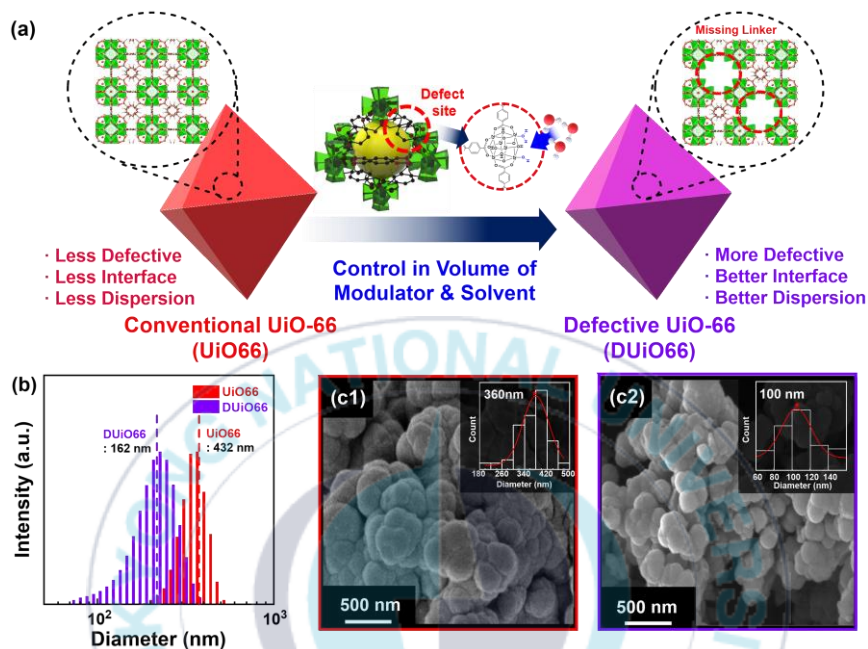 (a)
Missing Linker
Defect
site
· Less Defective
· Less Interface
· Less Dispersion
Control in Volume of
Modulator & Solvent
· More Defective
· Better Interface
· Better Dispersion
Conventional UiO-66
(UiO66)
Defective UiO-66
(DUiO66)
(b)
UiO66
DUiO66
DUiO66
: 162 nm
UiO66
: 432 nm
Intensity (a.u.)
10²
10³
Diameter (nm)
(c1)
360nm
Count
180 260 340 420 500
Diameter (nm)
500 nm
(c2)
100 nm
Count
60 80 100 120 140
Diameter (nm)
500 nm